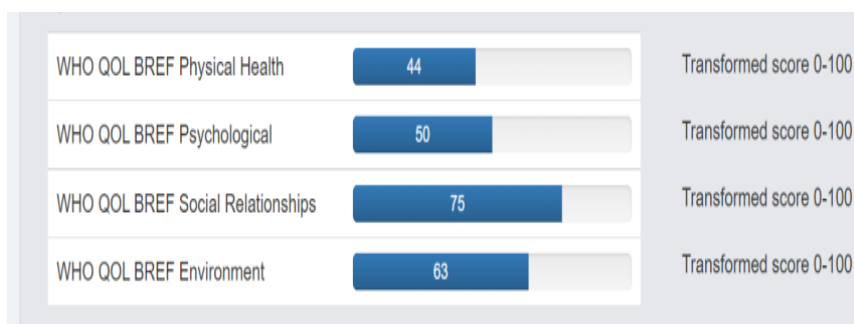 WHO QOL BREF Physical Health 44 Transformed score 0-100
WHO QOL BREF Psychological 50 Transformed score 0-100
WHO QOL BREF Social Relationships 75 Transformed score 0-100
WHO QOL BREF Environment 63 Transformed score 0-100